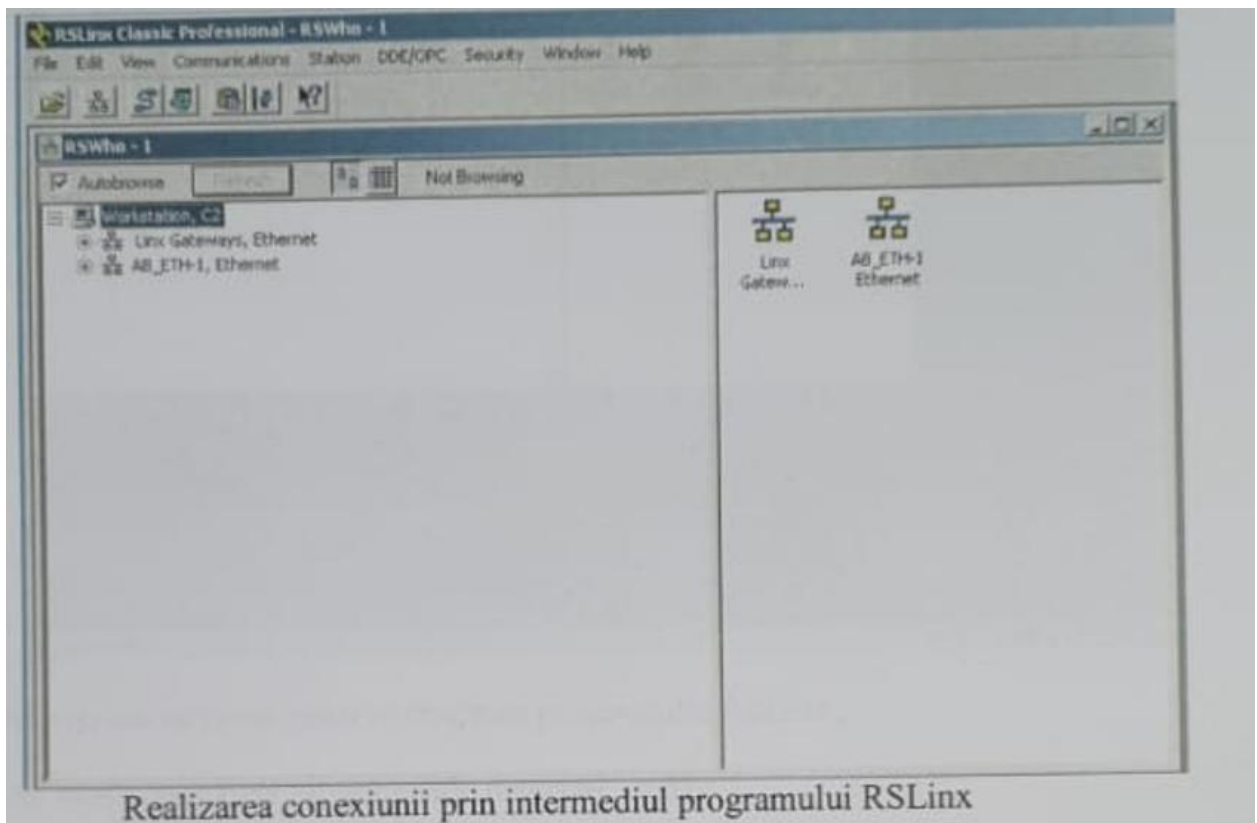 RSLinx Classic Professional - RSWho - 1
File Edit View Communications Station DDE/OPC Security Window Help
RSWho - 1
Autobrowse Refresh Not Browsing
Workstation, C2
Linx Gateways, Ethernet
AB_ETH-1, Ethernet
Linx
Gatew...
AB_ETH-1
Ethernet
Realizarea conexiunii prin intermediul programului RSLinx